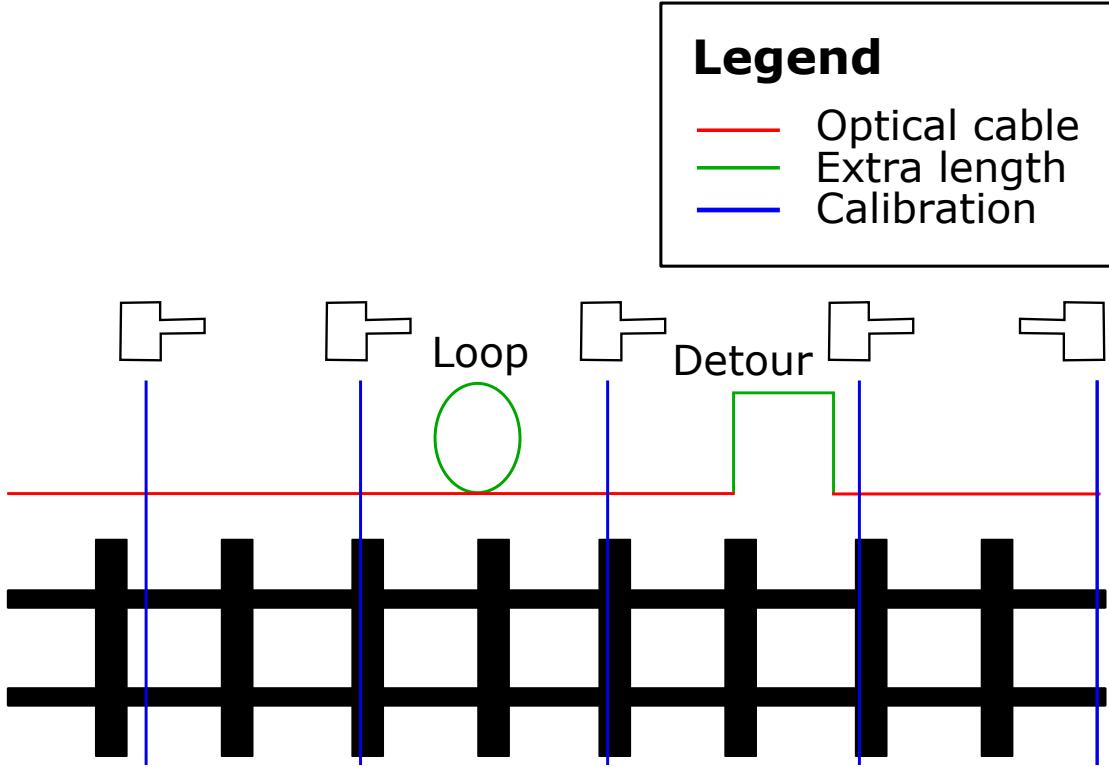 Legend
Optical cable
Extra length
Calibration
Loop
Detour